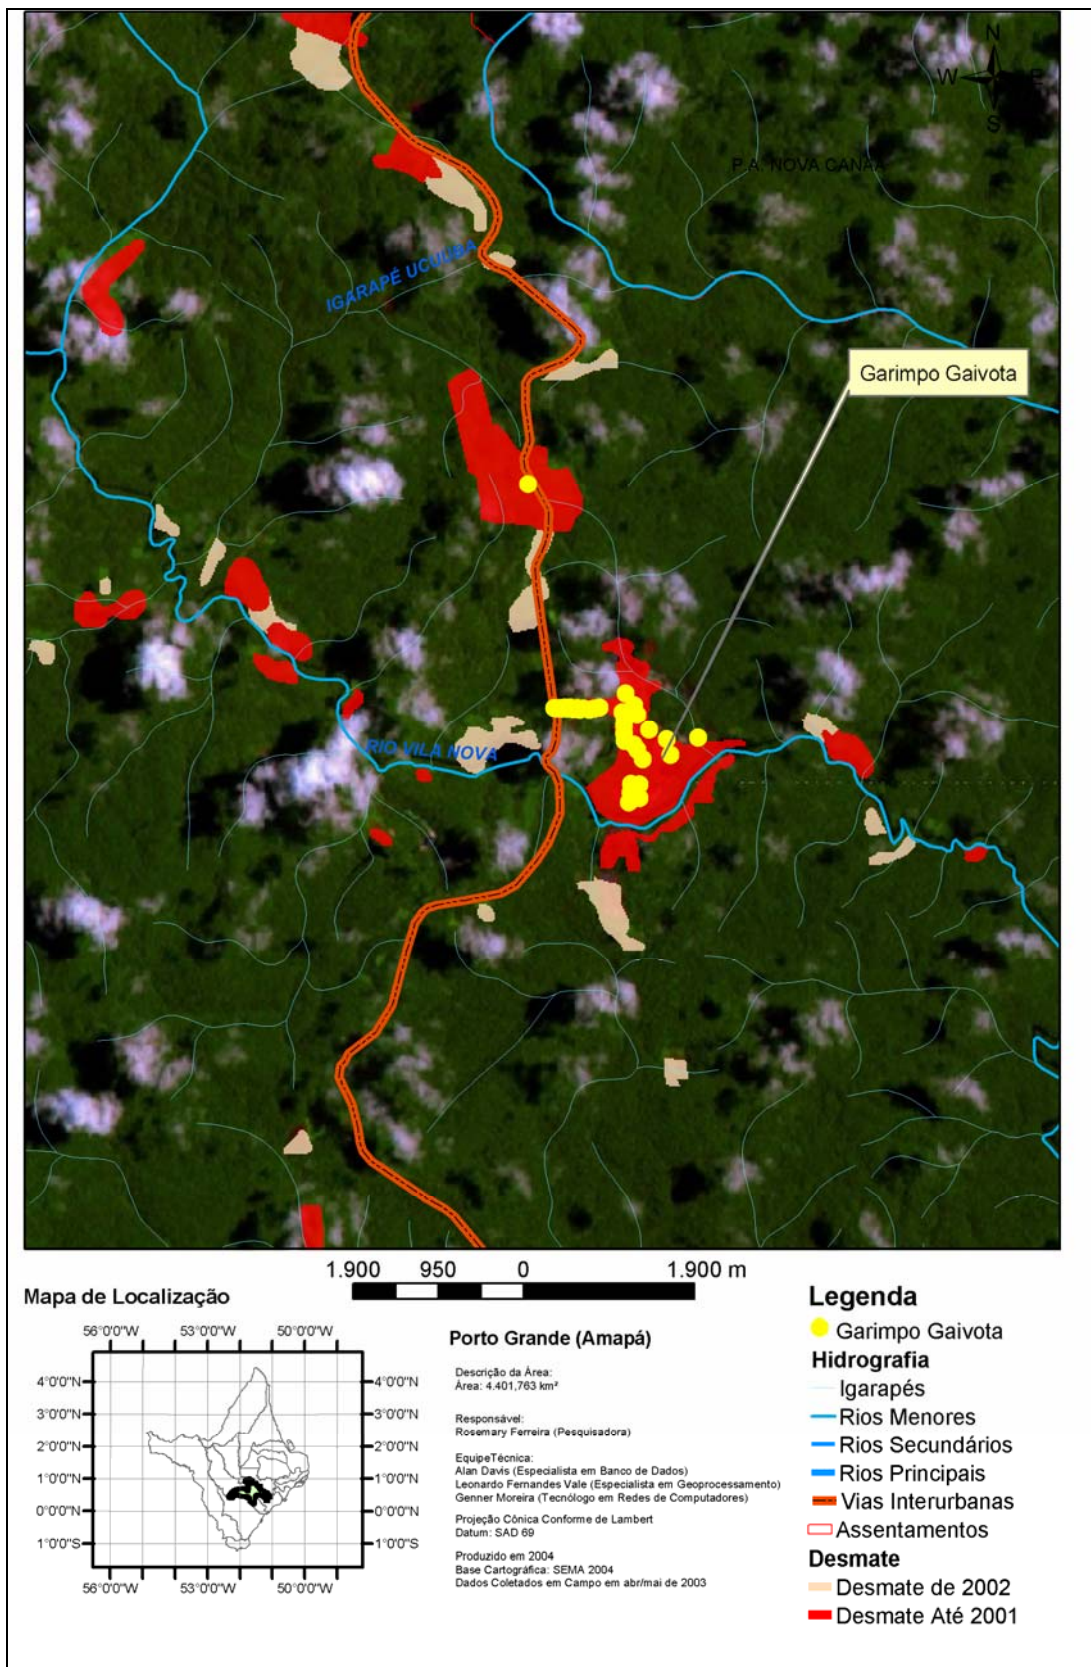 N
W E
S
P.A. NOVA CANAÃ
IGARAPÉ UCUÚBA
Garimpo Gaivota
RIO VILA NOVA
1.900 950 0 1.900 m
Mapa de Localização
56°0'0"W 53°0'0"W 50°0'0"W
4°0'0"N 4°0'0"N
3°0'0"N 3°0'0"N
2°0'0"N 2°0'0"N
1°0'0"N 1°0'0"N
0°0'0"N 0°0'0"N
1°0'0"S 1°0'0"S
56°0'0"W 53°0'0"W 50°0'0"W
Porto Grande (Amapá)
Descrição da Área:
Área: 4.401,763 km²
Responsável:
Rosemary Ferreira (Pesquisadora)
EquipeTécnica:
Alan Davis (Especialista em Banco de Dados)
Leonardo Fernandes Vale (Especialista em Geoprocessamento)
Genner Moreira (Tecnólogo em Redes de Computadores)
Projeção Cônica Conforme de Lambert
Datum: SAD 69
Produzido em 2004
Base Cartográfica: SEMA 2004
Dados Coletados em Campo em abr/mai de 2003
Legenda
Garimpo Gaivota
Hidrografia
Igarapés
Rios Menores
Rios Secundários
Rios Principais
Vias Interurbanas
Assentamentos
Desmate
Desmate de 2002
Desmate Até 2001